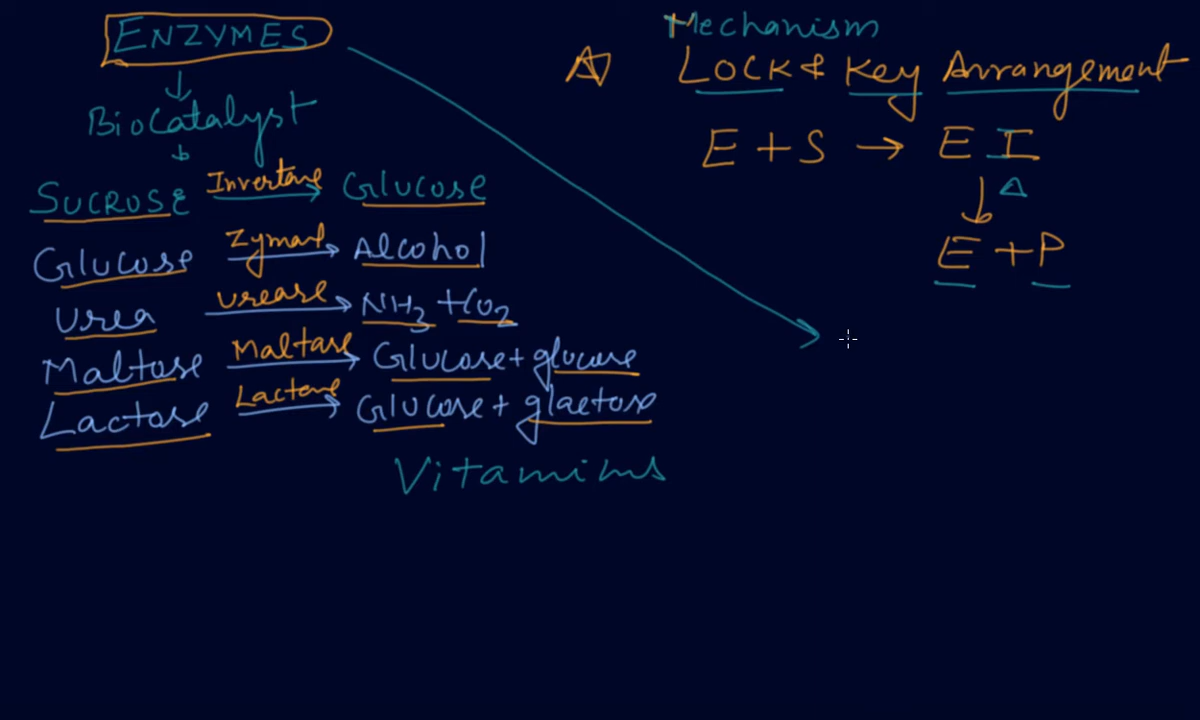 ENZYMES
BioCatalyst
SUCROSE Invertase → Glucose
Glucose Zymase → Alcohol
Urea urease → NH3 + CO2
Maltose Maltase → Glucose + glucose
Lactose Lactase → Glucose + glactose
Vitamins
Mechanism
LOCK & Key Arrangement
E + S → E I
Δ
E + P